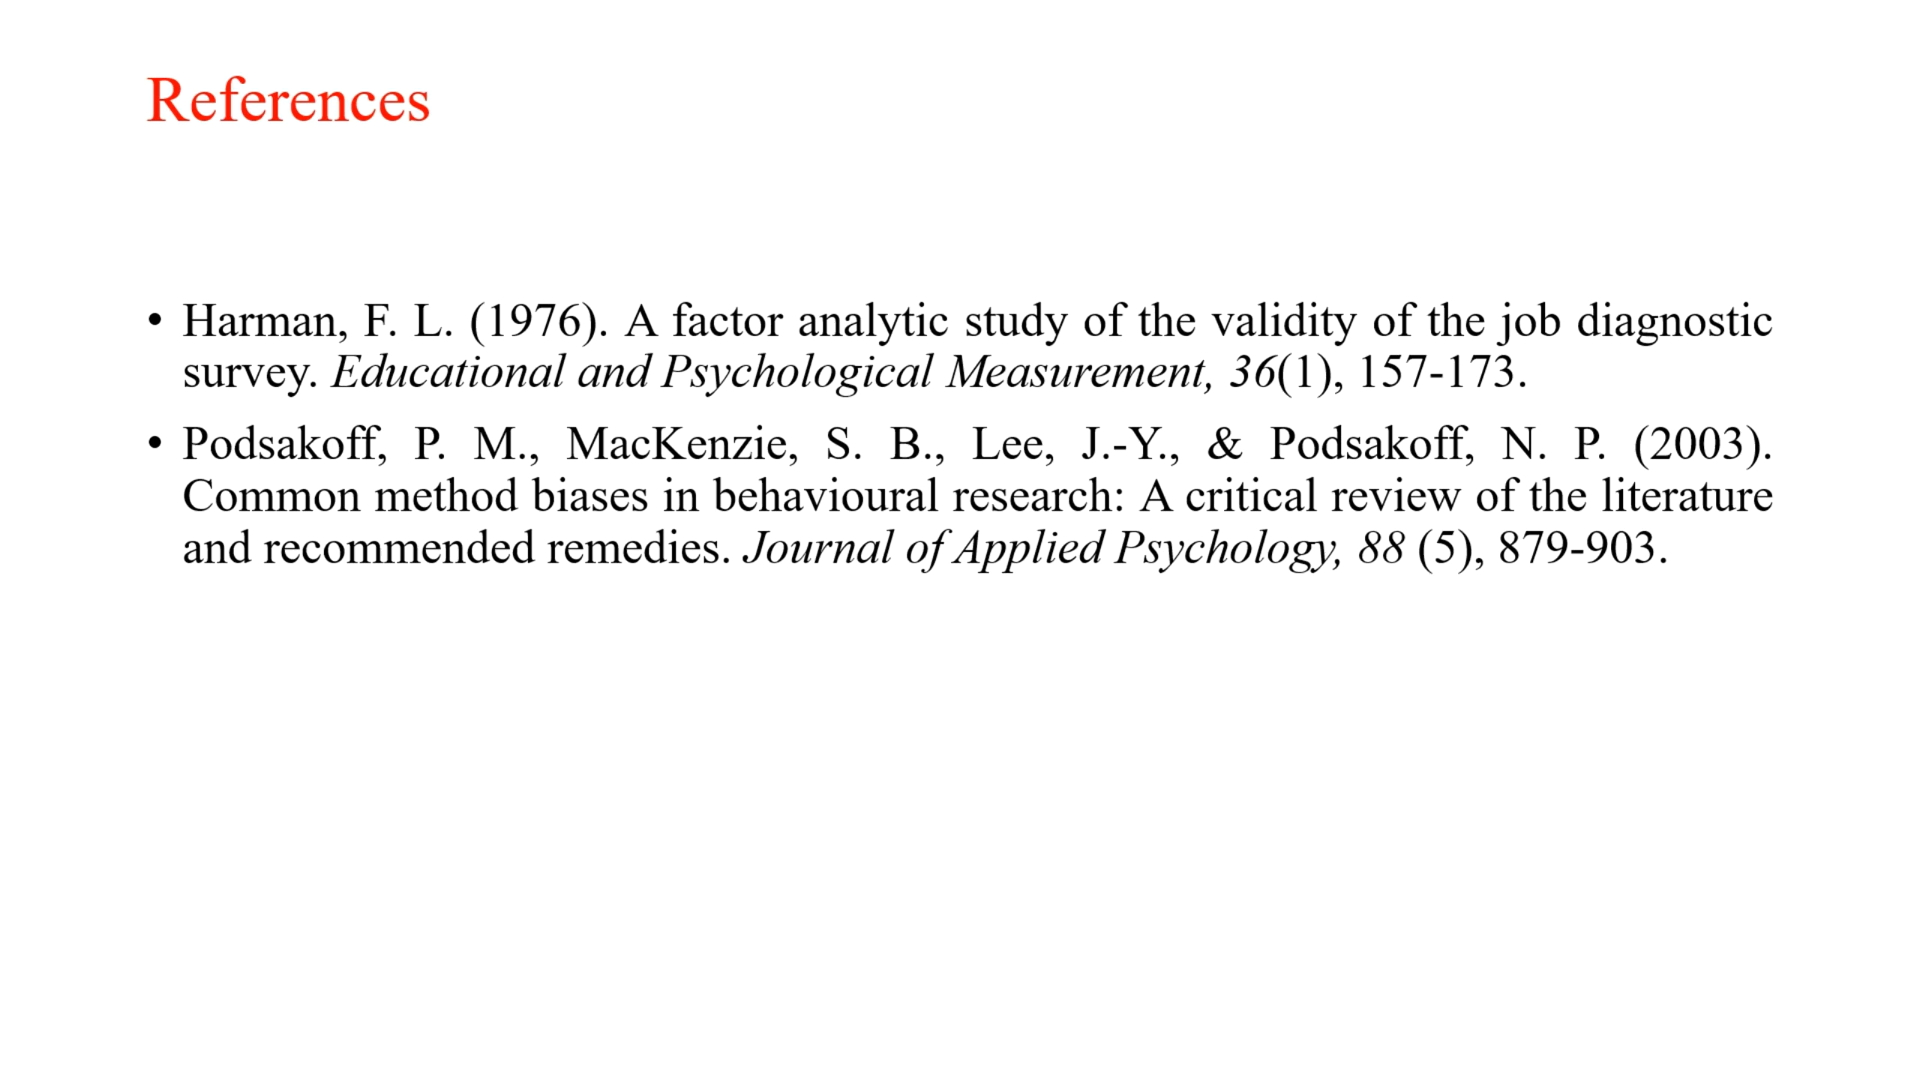 References
• Harman, F. L. (1976). A factor analytic study of the validity of the job diagnostic
survey. Educational and Psychological Measurement, 36(1), 157-173.
• Podsakoff, P. M., MacKenzie, S. B., Lee, J.-Y., & Podsakoff, N. P. (2003).
Common method biases in behavioural research: A critical review of the literature
and recommended remedies. Journal of Applied Psychology, 88 (5), 879-903.